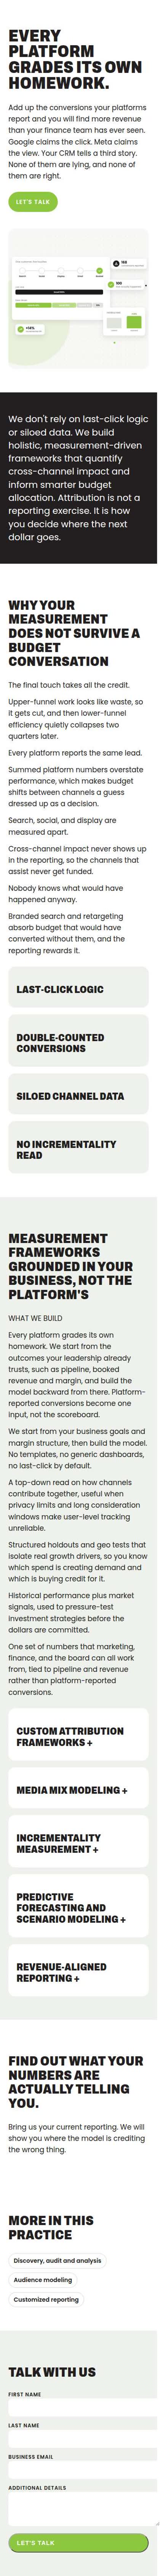 EVERY
PLATFORM
GRADES ITS OWN
HOMEWORK.
Add up the conversions your platforms
report and you will find more revenue
than your finance team has ever seen.
Google claims the click. Meta claims
the view. Your CRM tells a third story.
None of them are lying, and none of
them are right.
LET'S TALK
We don't rely on last-click logic
or siloed data. We build
holistic, measurement-driven
frameworks that quantify
cross-channel impact and
inform smarter budget
allocation. Attribution is not a
reporting exercise. It is how
you decide where the next
dollar goes.
WHY YOUR
MEASUREMENT
DOES NOT SURVIVE A
BUDGET
CONVERSATION
The final touch takes all the credit.
Upper-funnel work looks like waste, so
it gets cut, and then lower-funnel
efficiency quietly collapses two
quarters later.
Every platform reports the same lead.
Summed platform numbers overstate
performance, which makes budget
shifts between channels a guess
dressed up as a decision.
Search, social, and display are
measured apart.
Cross-channel impact never shows up
in the reporting, so the channels that
assist never get funded.
Nobody knows what would have
happened anyway.
Branded search and retargeting
absorb budget that would have
converted without them, and the
reporting rewards it.
LAST-CLICK LOGIC
DOUBLE-COUNTED
CONVERSIONS
SILOED CHANNEL DATA
NO INCREMENTALITY
READ
MEASUREMENT
FRAMEWORKS
GROUNDED IN YOUR
BUSINESS, NOT THE
PLATFORM'S
WHAT WE BUILD
Every platform grades its own
homework. We start from the
outcomes your leadership already
trusts, such as pipeline, booked
revenue and margin, and build the
model backward from there. Platform-
reported conversions become one
input, not the scoreboard.
We start from your business goals and
margin structure, then build the model.
No templates, no generic dashboards,
no last-click by default.
A top-down read on how channels
contribute together, useful when
privacy limits and long consideration
windows make user-level tracking
unreliable.
Structured holdouts and geo tests that
isolate real growth drivers, so you know
which spend is creating demand and
which is buying credit for it.
Historical performance plus market
signals, used to pressure-test
investment strategies before the
dollars are committed.
One set of numbers that marketing,
finance, and the board can all work
from, tied to pipeline and revenue
rather than platform-reported
conversions.
CUSTOM ATTRIBUTION
FRAMEWORKS +
MEDIA MIX MODELING +
INCREMENTALITY
MEASUREMENT +
PREDICTIVE
FORECASTING AND
SCENARIO MODELING +
REVENUE-ALIGNED
REPORTING +
FIND OUT WHAT YOUR
NUMBERS ARE
ACTUALLY TELLING
YOU.
Bring us your current reporting. We will
show you where the model is crediting
the wrong thing.
MORE IN THIS
PRACTICE
Discovery, audit and analysis
Audience modeling
Customized reporting
TALK WITH US
FIRST NAME
LAST NAME
BUSINESS EMAIL
ADDITIONAL DETAILS
LET'S TALK